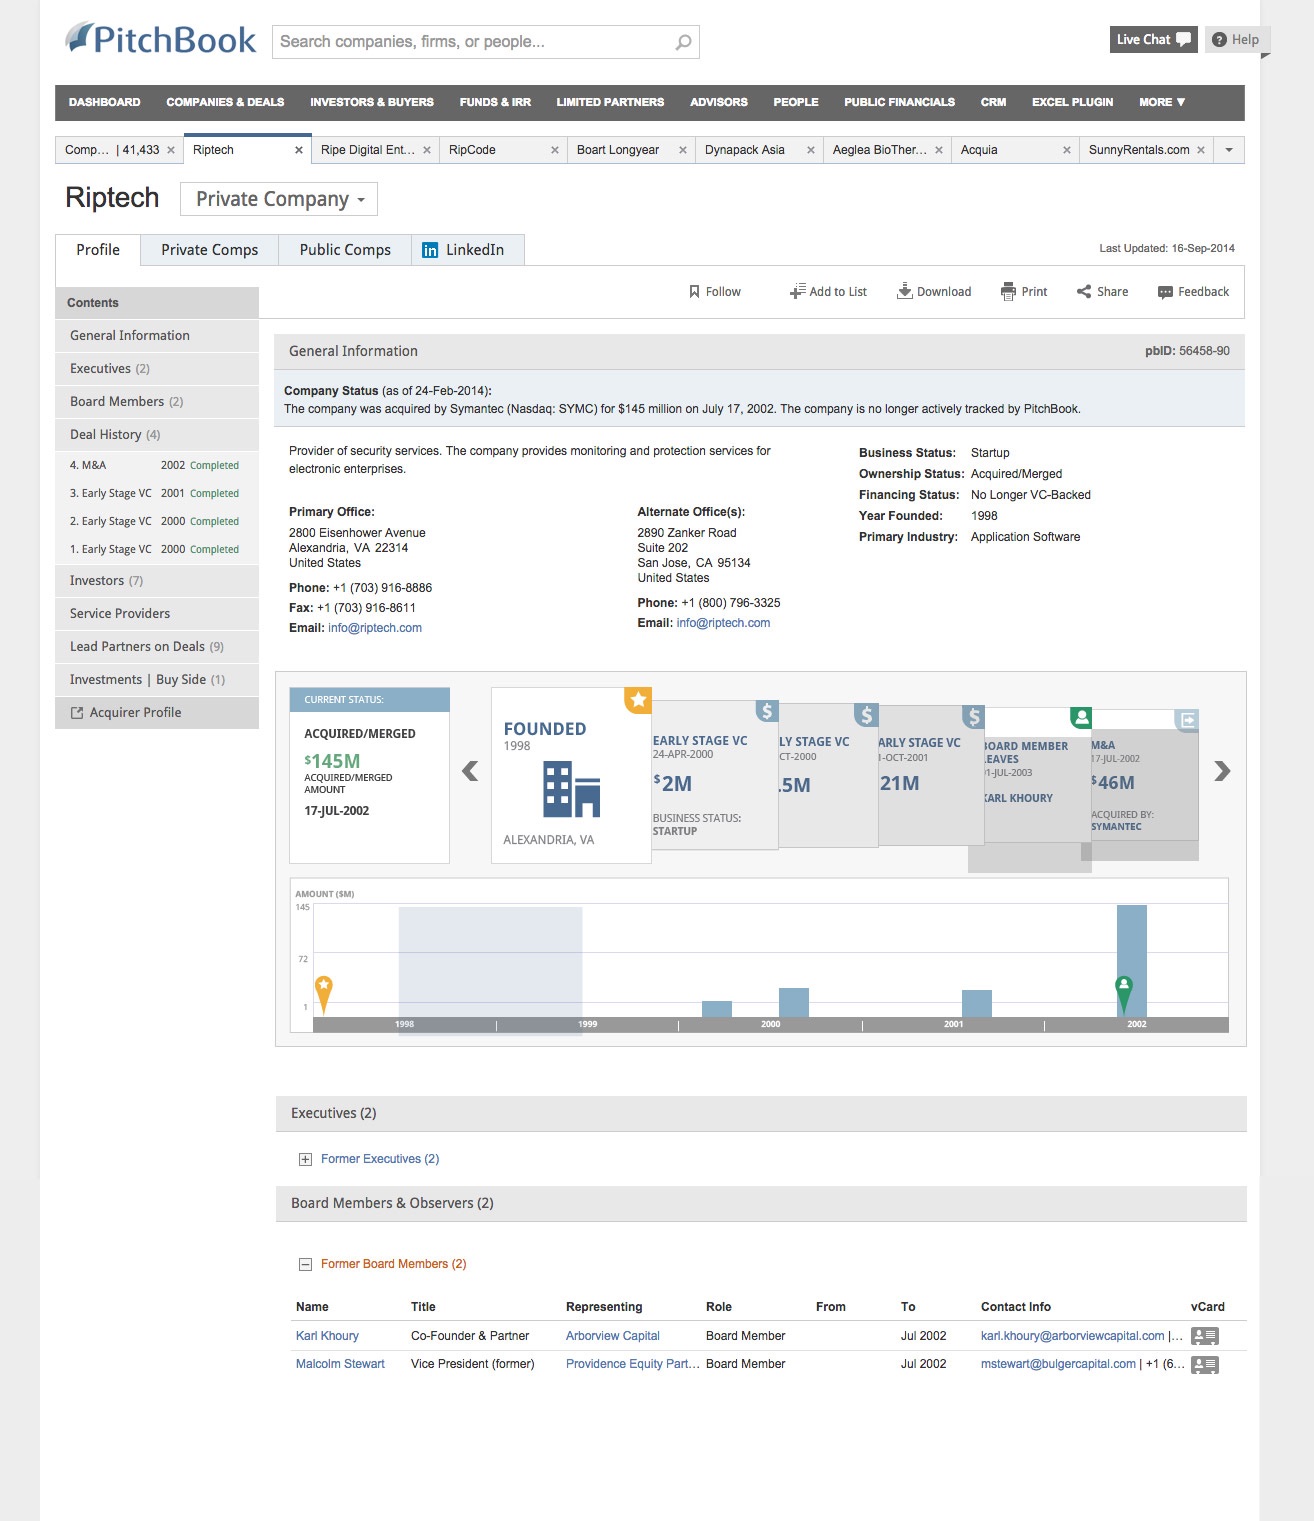 PitchBook
Search companies, firms, or people...
Live Chat
? Help
DASHBOARD COMPANIES & DEALS INVESTORS & BUYERS FUNDS & IRR LIMITED PARTNERS ADVISORS PEOPLE PUBLIC FINANCIALS CRM EXCEL PLUGIN MORE ▼
Comp... | 41,433 × Riptech × Ripe Digital Ent... × RipCode × Boart Longyear × Dynapack Asia × Aeglea BioTher... × Acquia × SunnyRentals.com ×
Riptech Private Company
Profile Private Comps Public Comps in LinkedIn
Last Updated: 16-Sep-2014
Follow Add to List Download Print Share Feedback
Contents
General Information
Executives (2)
Board Members (2)
Deal History (4)
4. M&A 2002 Completed
3. Early Stage VC 2001 Completed
2. Early Stage VC 2000 Completed
1. Early Stage VC 2000 Completed
Investors (7)
Service Providers
Lead Partners on Deals (9)
Investments | Buy Side (1)
Acquirer Profile
General Information pbID: 56458-90
Company Status (as of 24-Feb-2014):
The company was acquired by Symantec (Nasdaq: SYMC) for $145 million on July 17, 2002. The company is no longer actively tracked by PitchBook.
Provider of security services. The company provides monitoring and protection services for
electronic enterprises.
Primary Office:
2800 Eisenhower Avenue
Alexandria, VA 22314
United States
Phone: +1 (703) 916-8886
Fax: +1 (703) 916-8611
Email: info@riptech.com
Alternate Office(s):
2890 Zanker Road
Suite 202
San Jose, CA 95134
United States
Phone: +1 (800) 796-3325
Email: info@riptech.com
Business Status: Startup
Ownership Status: Acquired/Merged
Financing Status: No Longer VC-Backed
Year Founded: 1998
Primary Industry: Application Software
CURRENT STATUS:
ACQUIRED/MERGED
$145M
ACQUIRED/MERGED
AMOUNT
17-JUL-2002
FOUNDED
1998
ALEXANDRIA, VA
$
EARLY STAGE VC
24-APR-2000
$2M
BUSINESS STATUS:
STARTUP
$
LY STAGE VC
CT-2000
.5M
$
ARLY STAGE VC
-OCT-2001
21M
BOARD MEMBER
LEAVES
01-JUL-2003
KARL KHOURY
M&A
17-JUL-2002
$46M
ACQUIRED BY:
SYMANTEC
AMOUNT ($M)
145
72
1
1998 1999 2000 2001 2002
Executives (2)
Former Executives (2)
Board Members & Observers (2)
Former Board Members (2)
Name Title Representing Role From To Contact Info vCard
Karl Khoury Co-Founder & Partner Arborview Capital Board Member Jul 2002 karl.khoury@arborviewcapital.com |...
Malcolm Stewart Vice President (former) Providence Equity Part... Board Member Jul 2002 mstewart@bulgercapital.com | +1 (6...